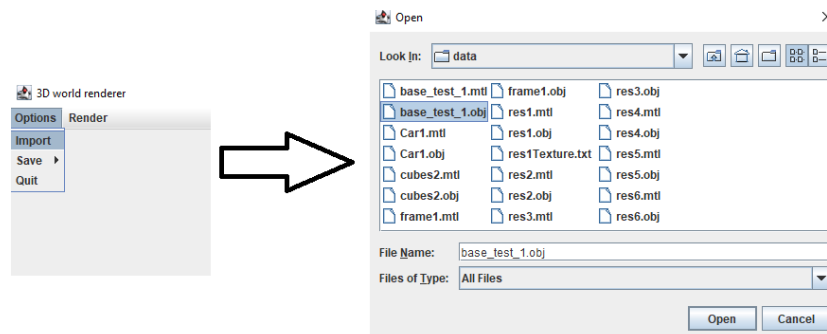 3D world renderer
Options Render
Import
Save
Quit
Open
Look In: data
base_test_1.mtl frame1.obj res3.obj
base_test_1.obj res1.mtl res4.mtl
Car1.mtl res1.obj res4.obj
Car1.obj res1Texture.txt res5.mtl
cubes2.mtl res2.mtl res5.obj
cubes2.obj res2.obj res6.mtl
frame1.mtl res3.mtl res6.obj
File Name: base_test_1.obj
Files of Type: All Files
Open Cancel